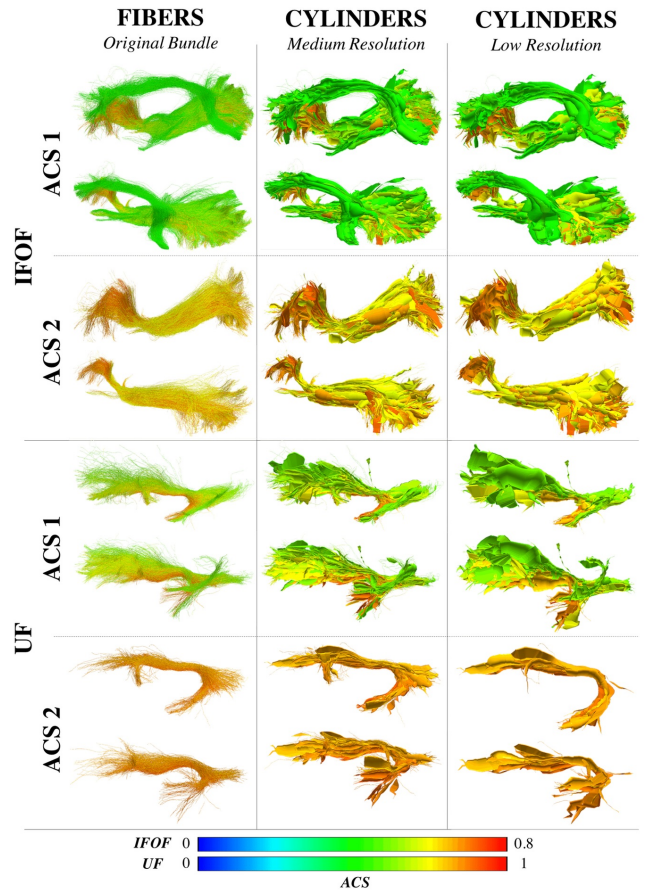 FIBERS CYLINDERS CYLINDERS
Original Bundle Medium Resolution Low Resolution
IFOF
ACS 1
ACS 2
UF
ACS 1
ACS 2
IFOF 0 0.8
UF 0 1
ACS